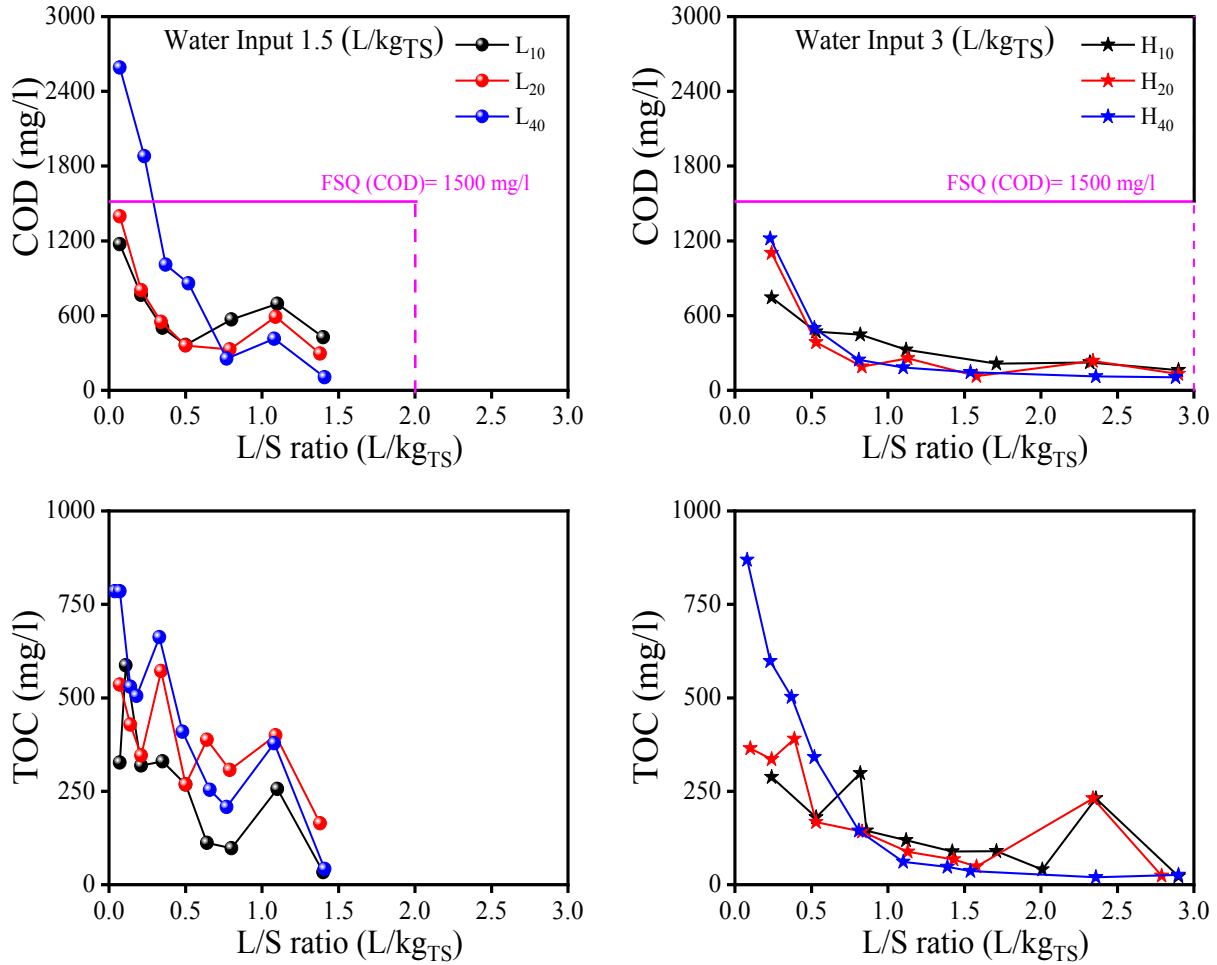 3000
2400
1800
1200
600
0
COD (mg/l)
Water Input 1.5 (L/kgTS)
L10
L20
L40
FSQ (COD)= 1500 mg/l
0.0 0.5 1.0 1.5 2.0 2.5 3.0
L/S ratio (L/kgTS)
3000
2400
1800
1200
600
0
COD (mg/l)
Water Input 3 (L/kgTS)
H10
H20
H40
FSQ (COD)= 1500 mg/l
0.0 0.5 1.0 1.5 2.0 2.5 3.0
L/S ratio (L/kgTS)
1000
750
500
250
0
TOC (mg/l)
0.0 0.5 1.0 1.5 2.0 2.5 3.0
L/S ratio (L/kgTS)
1000
750
500
250
0
TOC (mg/l)
0.0 0.5 1.0 1.5 2.0 2.5 3.0
L/S ratio (L/kgTS)